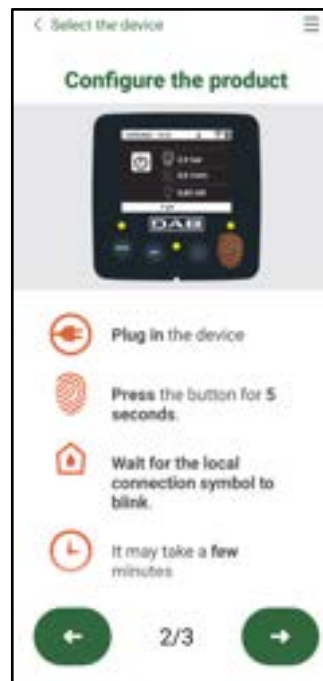 < Select the device
Configure the product
DAB
Plug in the device
Press the button for 5
seconds.
Wait for the local
connection symbol to
blink.
It may take a few
minutes
2/3